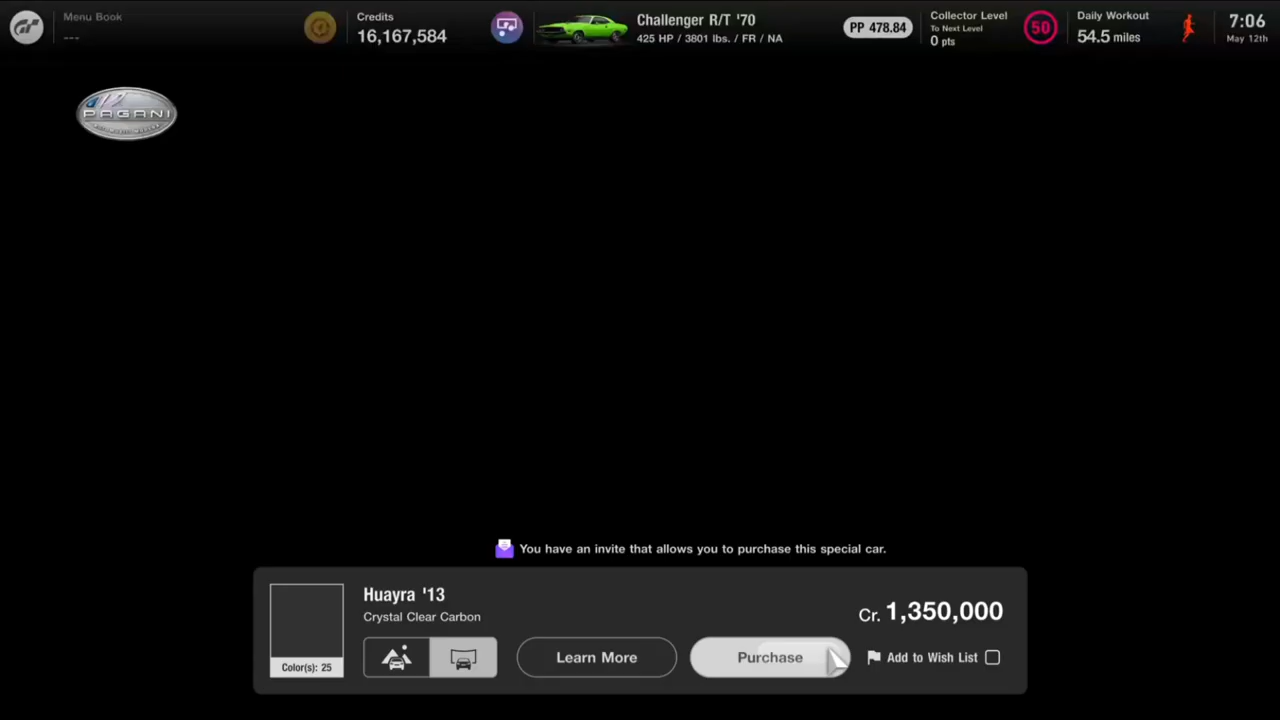 Menu Book
---
Credits
16,167,584
Challenger R/T '70
425 HP / 3801 lbs. / FR / NA
PP 478.84
Collector Level
To Next Level
0 pts
50
Daily Workout
54.5 miles
7:06
May 12th
PAGANI
You have an invite that allows you to purchase this special car.
Huayra '13
Crystal Clear Carbon
Cr. 1,350,000
Color(s): 25
Learn More
Purchase
Add to Wish List